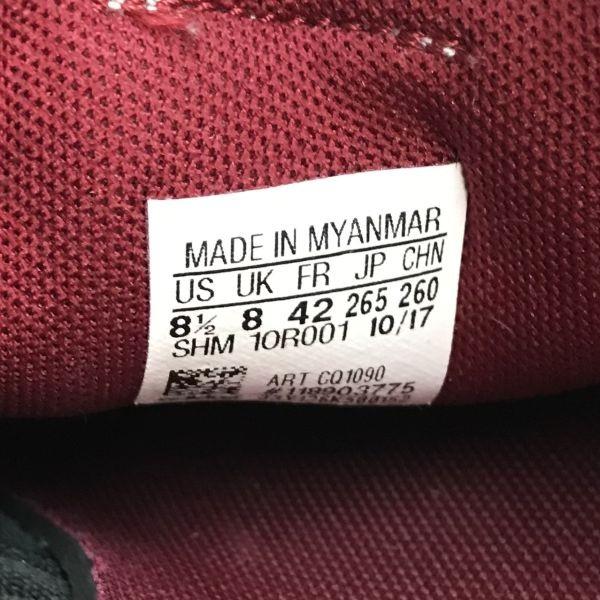 MADE IN MYANMAR
US UK FR JP CHN
8½ 8 42 265 260
SHM 10R001 10/17
ART CQ1090
#118903775